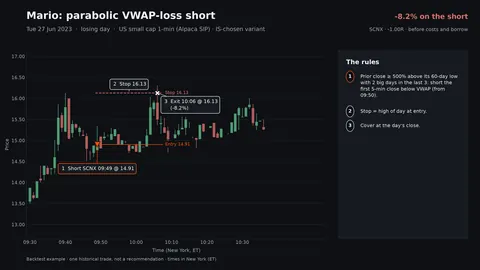 Mario: parabolic VWAP-loss short
-8.2% on the short
Tue 27 Jun 2023 · losing day · US small cap 1-min (Alpaca SIP) · IS-chosen variant
SCNX · -1.00R · before costs and borrow
17.00
16.50
16.00
15.50
15.00
14.50
14.00
13.50
13.00
Price
2 Stop 16.13
Stop 16.13
3 Exit 10:06 @ 16.13
(-8.2%)
Entry 14.91
1 Short SCNX 09:49 @ 14.91
09:30
09:40
09:50
10:00
10:10
10:20
10:30
Time (New York, ET)
The rules
1 Prior close is 500% above its 60-day low
with 2 big days in the last 3: short the
first 5-min close below VWAP (from
09:50).
2 Stop = high of day at entry.
3 Cover at the day's close.
Backtest example · one historical trade, not a recommendation · times in New York (ET)